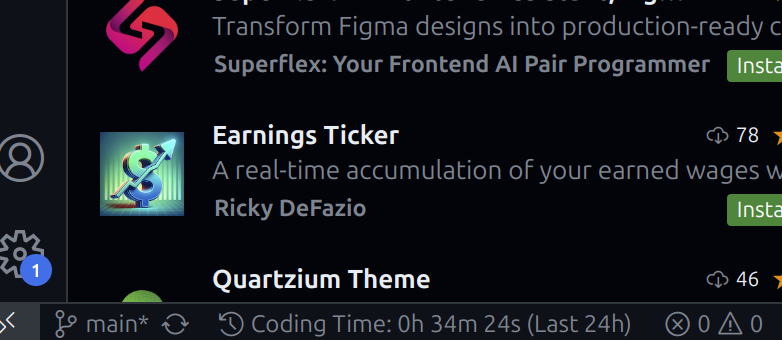 Transform Figma designs into production-ready c
Superflex: Your Frontend AI Pair Programmer
Insta
Earnings Ticker
78
A real-time accumulation of your earned wages w
Ricky DeFazio
Insta
Quartzium Theme
46
1
main*
Coding Time: 0h 34m 24s (Last 24h)
0
0